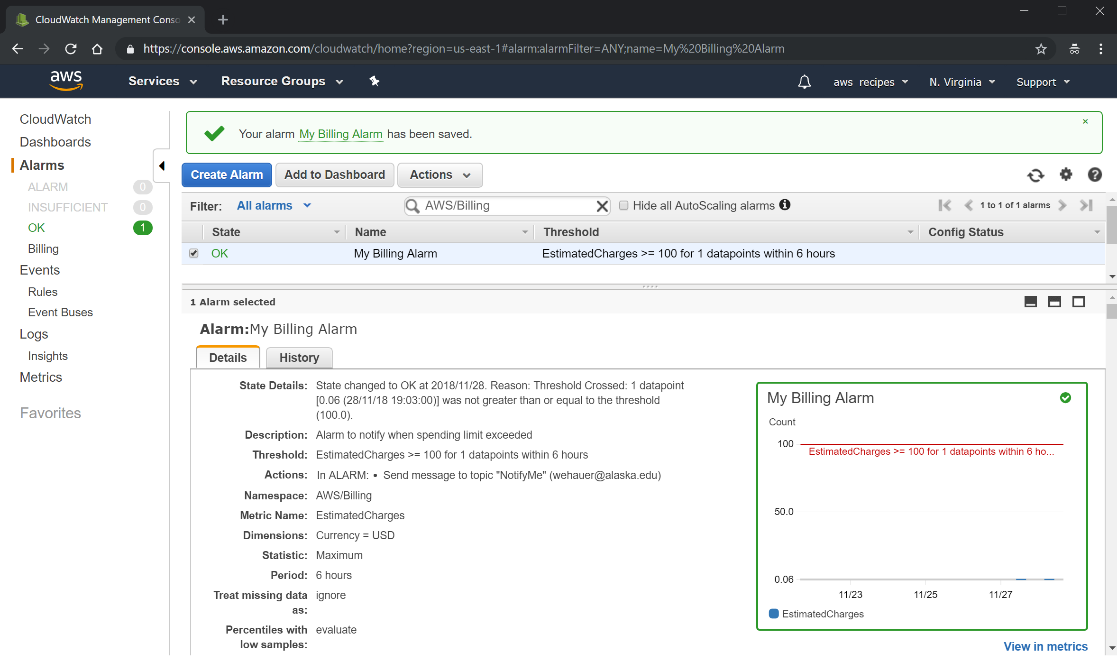 CloudWatch Management Conso
https://console.aws.amazon.com/cloudwatch/home?region=us-east-1#alarm:alarmFilter=ANY;name=My%20Billing%20Alarm
aws
Services
Resource Groups
aws recipes
N. Virginia
Support
CloudWatch
Dashboards
Alarms
ALARM 0
INSUFFICIENT 0
OK 1
Billing
Events
Rules
Event Buses
Logs
Insights
Metrics
Favorites
Your alarm My Billing Alarm has been saved.
Create Alarm
Add to Dashboard
Actions
Filter: All alarms
AWS/Billing
Hide all AutoScaling alarms
1 to 1 of 1 alarms
State Name Threshold Config Status
OK My Billing Alarm EstimatedCharges >= 100 for 1 datapoints within 6 hours
1 Alarm selected
Alarm:My Billing Alarm
Details History
State Details: State changed to OK at 2018/11/28. Reason: Threshold Crossed: 1 datapoint
[0.06 (28/11/18 19:03:00)] was not greater than or equal to the threshold
(100.0).
Description: Alarm to notify when spending limit exceeded
Threshold: EstimatedCharges >= 100 for 1 datapoints within 6 hours
Actions: In ALARM: • Send message to topic "NotifyMe" (wehauer@alaska.edu)
Namespace: AWS/Billing
Metric Name: EstimatedCharges
Dimensions: Currency = USD
Statistic: Maximum
Period: 6 hours
Treat missing data ignore
as:
Percentiles with evaluate
low samples:
My Billing Alarm
Count
100
EstimatedCharges >= 100 for 1 datapoints within 6 ho...
50.0
0.06
11/23 11/25 11/27
EstimatedCharges
View in metrics